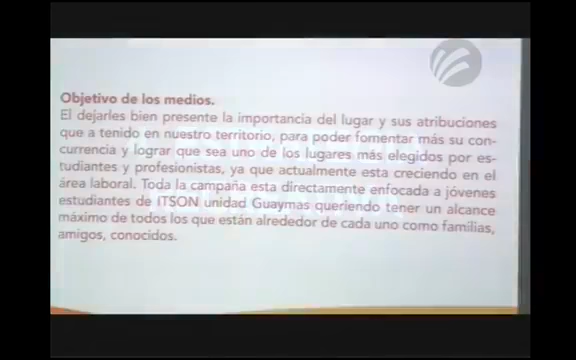 Objetivo de los medios.
El dejarles bien presente la importancia del lugar y sus atribuciones
que a tenido en nuestro territorio, para poder fomentar más su con-
currencia y lograr que sea uno de los lugares más elegidos por es-
tudiantes y profesionistas, ya que actualmente esta creciendo en el
área laboral. Toda la campaña esta directamente enfocada a jóvenes
estudiantes de ITSON unidad Guaymas queriendo tener un alcance
máximo de todos los que están alrededor de cada uno como familias,
amigos, conocidos.